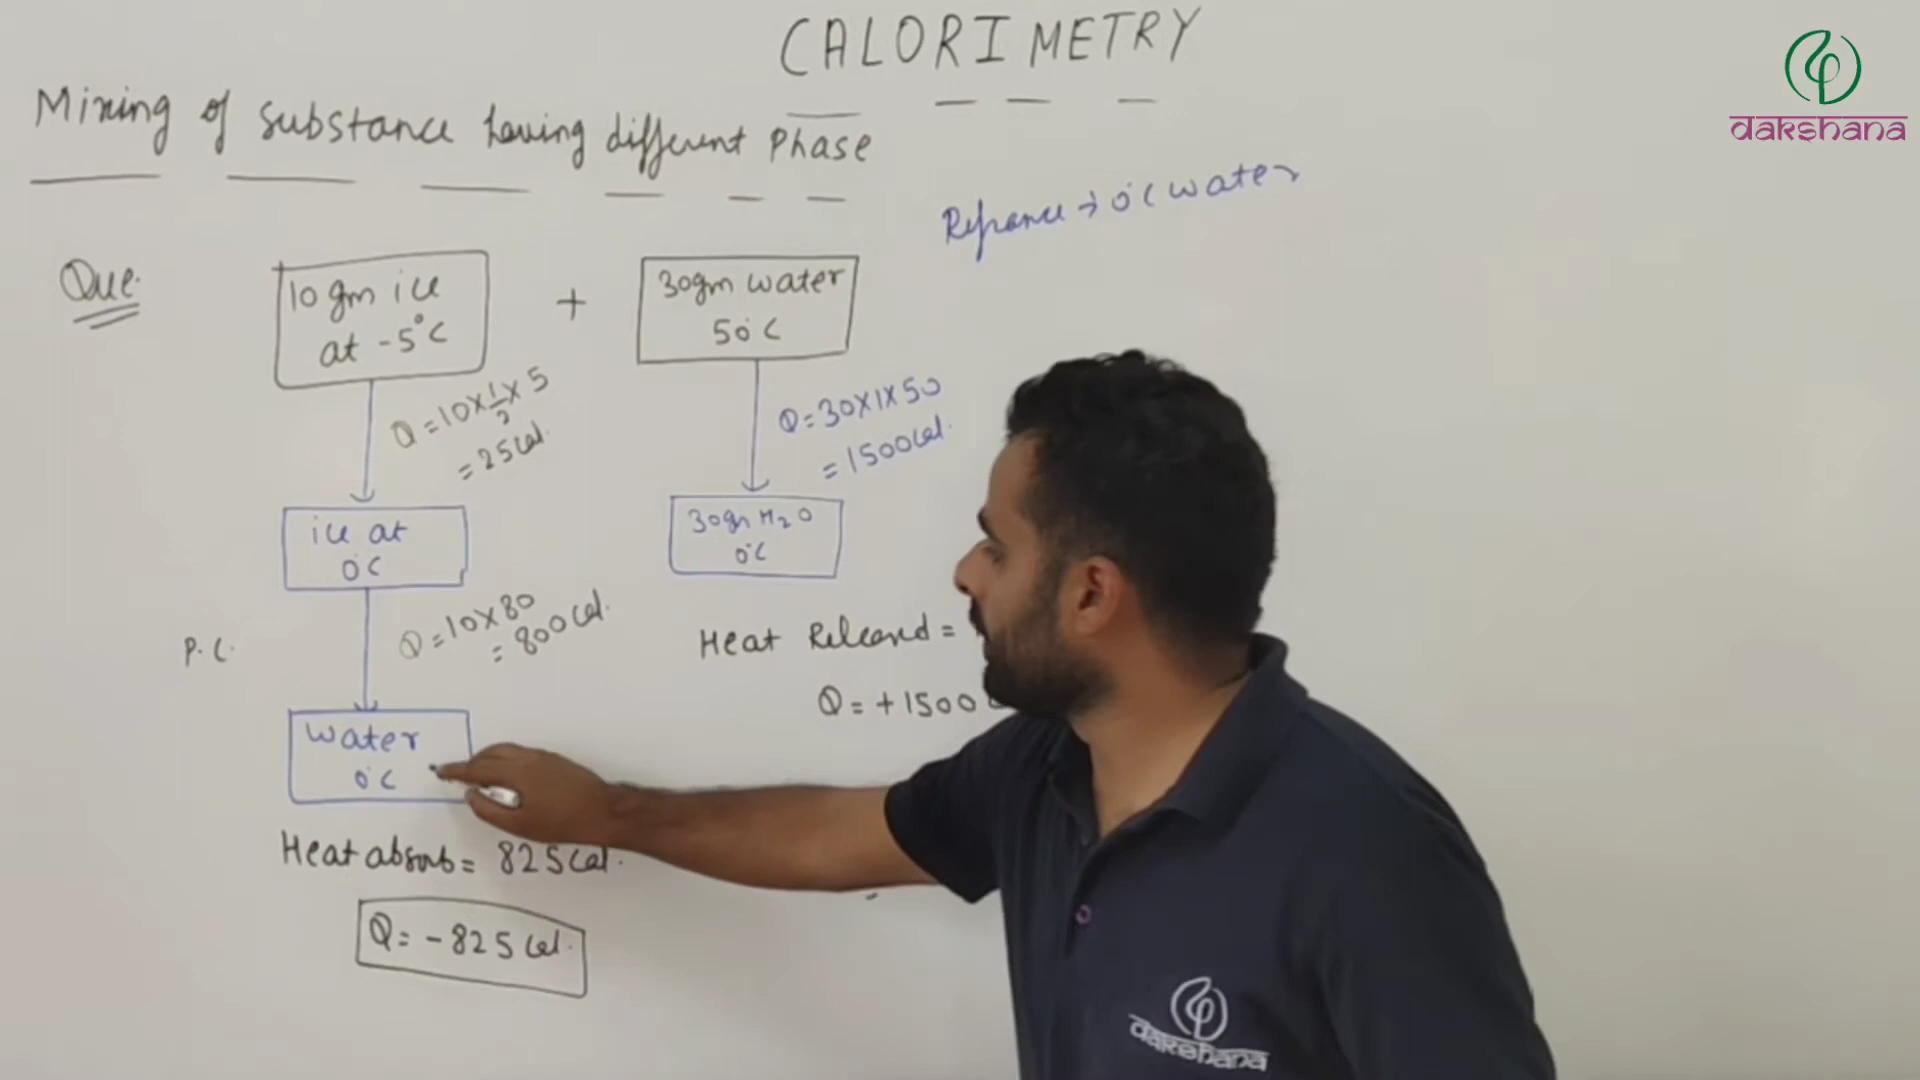 CALORIMETRY
dakshana
Mixing of substance having different Phase
Refrance → 0°C water
Que.
10 gm ice
at -5°C
+
30gm water
50°C
Q = 10 × 1/2 × 5
= 25 Cal.
Q = 30×1×50
= 1500 Cal.
ice at
0°C
30gm H2O
0°C
P.C.
Q = 10×80
= 800 Cal.
Heat Released =
Q = +1500
water
0°C
Heat absorb = 825 Cal.
Q = -825 Cal.
dakshana